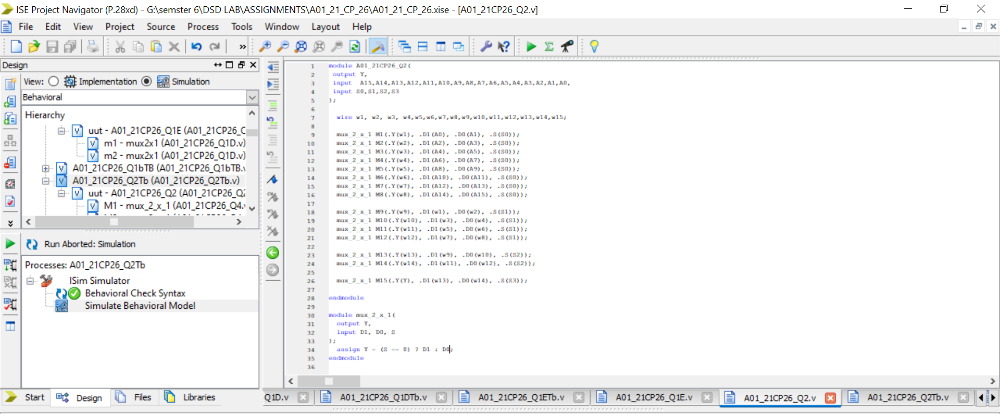 ISE Project Navigator (P.28xd) - G:\semster 6\DSD LAB\ASSIGNMENTS\A01_21_CP_26\A01_21_CP_26.xise - [A01_21CP26_Q2.v]
File Edit View Project Source Process Tools Window Layout Help
»
Design
View: Implementation Simulation
Behavioral
Hierarchy
uut - A01_21CP26_Q1E (A01_21CP26_C
m1 - mux2x1 (A01_21CP26_Q1D.v)
m2 - mux2x1 (A01_21CP26_Q1D.v)
A01_21CP26_Q1bTB (A01_21CP26_Q1bTB.v
A01_21CP26_Q2Tb (A01_21CP26_Q2Tb.v)
uut - A01_21CP26_Q2 (A01_21CP26_Q2
M1 - mux_2_x_1 (A01_21CP26_Q4.v
Run Aborted: Simulation
Processes: A01_21CP26_Q2Tb
ISim Simulator
Behavioral Check Syntax
Simulate Behavioral Model
1 module A01_21CP26_Q2(
2 output Y,
3 input A15,A14,A13,A12,A11,A10,A9,A8,A7,A6,A5,A4,A3,A2,A1,A0,
4 input S0,S1,S2,S3
5 );
6
7 wire w1, w2, w3, w4,w5,w6,w7,w8,w9,w10,w11,w12,w13,w14,w15;
8
9 mux_2_x_1 M1(.Y(w1), .D1(A0), .D0(A1), .S(S0));
10 mux_2_x_1 M2(.Y(w2), .D1(A2), .D0(A3), .S(S0));
11 mux_2_x_1 M3(.Y(w3), .D1(A4), .D0(A5), .S(S0));
12 mux_2_x_1 M4(.Y(w4), .D1(A6), .D0(A7), .S(S0));
13 mux_2_x_1 M5(.Y(w5), .D1(A8), .D0(A9), .S(S0));
14 mux_2_x_1 M6(.Y(w6), .D1(A10), .D0(A11), .S(S0));
15 mux_2_x_1 M7(.Y(w7), .D1(A12), .D0(A13), .S(S0));
16 mux_2_x_1 M8(.Y(w8), .D1(A14), .D0(A15), .S(S0));
17
18 mux_2_x_1 M9(.Y(w9), .D1(w1), .D0(w2), .S(S1));
19 mux_2_x_1 M10(.Y(w10), .D1(w3), .D0(w4), .S(S1));
20 mux_2_x_1 M11(.Y(w11), .D1(w5), .D0(w6), .S(S1));
21 mux_2_x_1 M12(.Y(w12), .D1(w7), .D0(w8), .S(S1));
22
23 mux_2_x_1 M13(.Y(w13), .D1(w9), .D0(w10), .S(S2));
24 mux_2_x_1 M14(.Y(w14), .D1(w11), .D0(w12), .S(S2));
25
26 mux_2_x_1 M15(.Y(Y), .D1(w13), .D0(w14), .S(S3));
27
28 endmodule
29
30 module mux_2_x_1(
31 output Y,
32 input D1, D0, S
33 );
34 assign Y = (S == 0) ? D1 : D0;
35 endmodule
36
Start Design Files Libraries
Q1D.v A01_21CP26_Q1DTb.v A01_21CP26_Q1ETb.v A01_21CP26_Q1E.v A01_21CP26_Q2.v A01_21CP26_Q2Tb.v